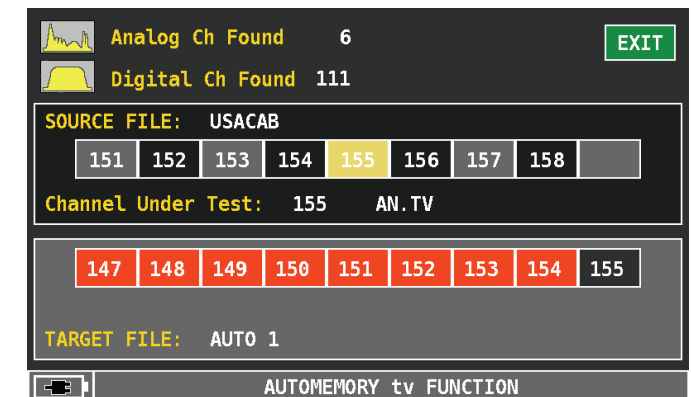 Analog Ch Found 6
EXIT
Digital Ch Found 111
SOURCE FILE: USACAB
151 152 153 154 155 156 157 158
Channel Under Test: 155 AN.TV
147 148 149 150 151 152 153 154 155
TARGET FILE: AUTO 1
AUTOMEMORY tv FUNCTION